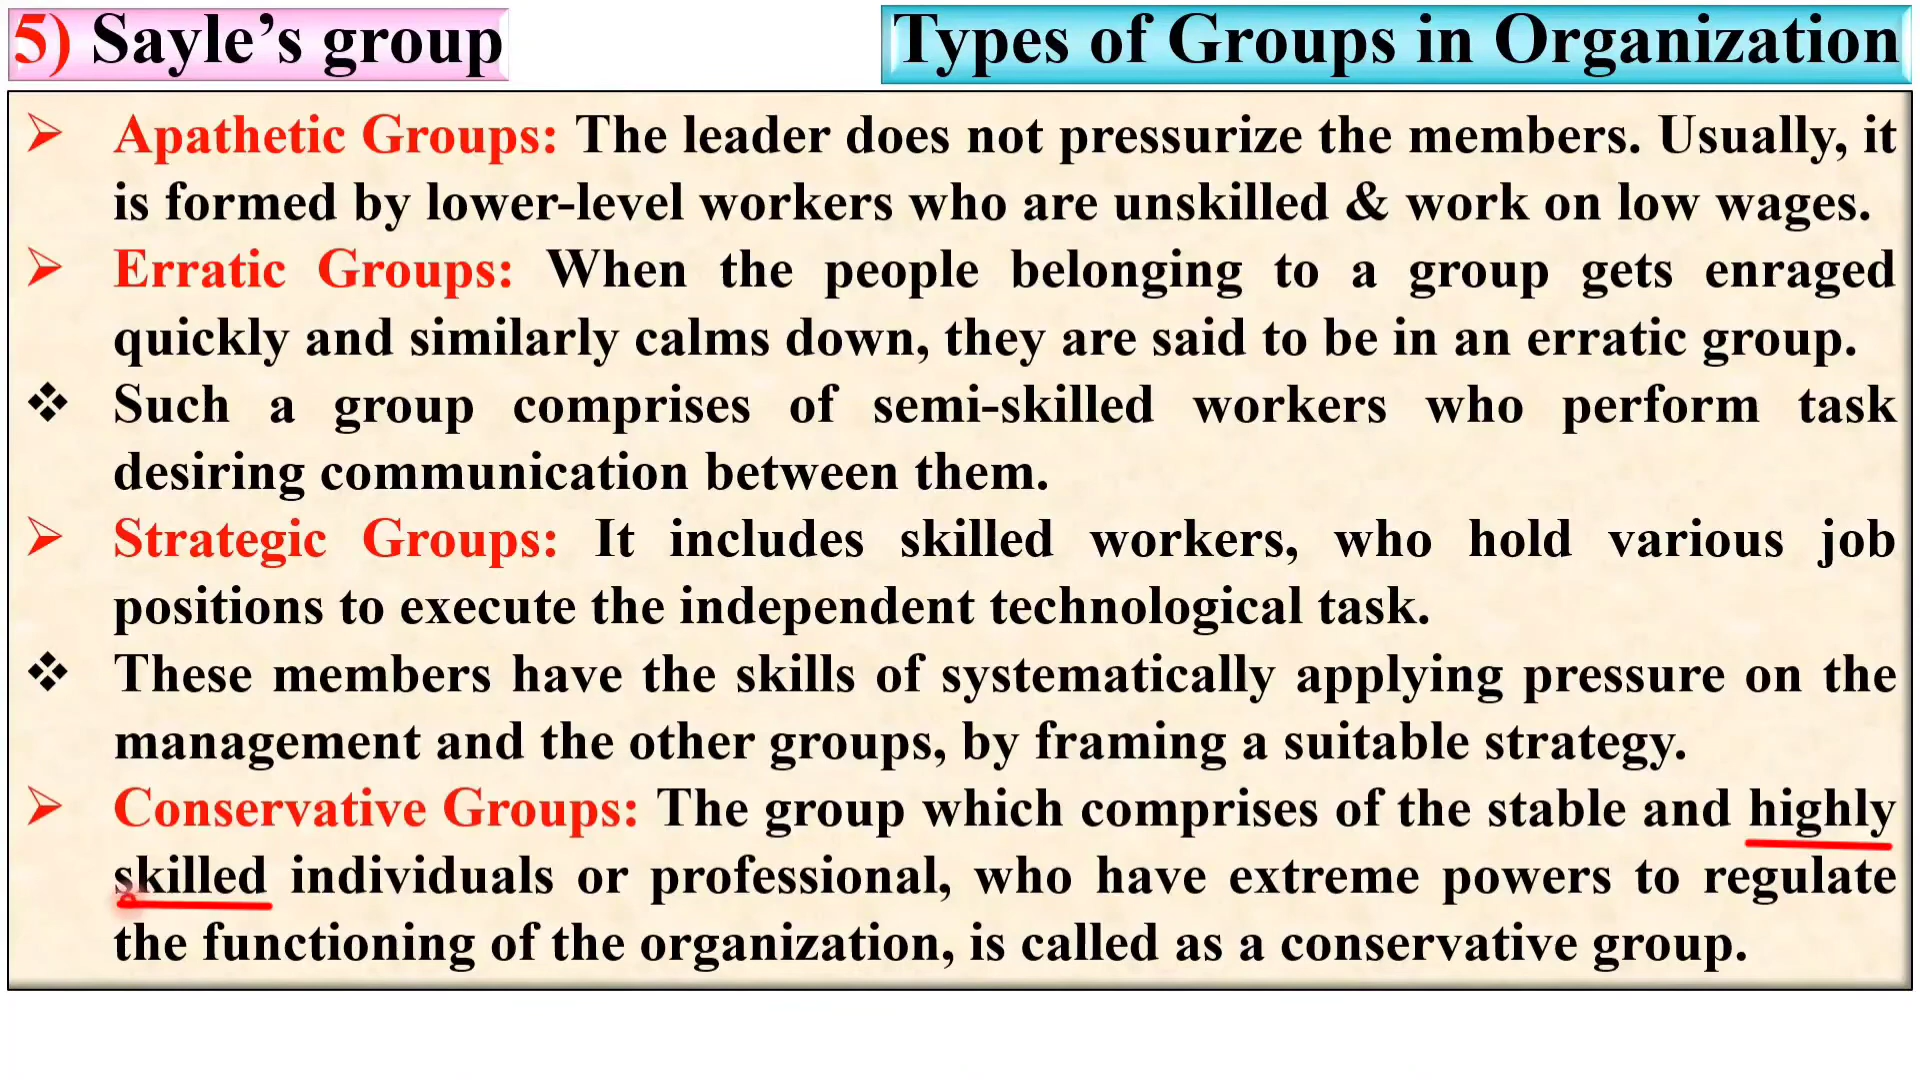 5) Sayle’s group
Types of Groups in Organization
➢ Apathetic Groups: The leader does not pressurize the members. Usually, it
is formed by lower-level workers who are unskilled & work on low wages.
➢ Erratic Groups: When the people belonging to a group gets enraged
quickly and similarly calms down, they are said to be in an erratic group.
❖ Such a group comprises of semi-skilled workers who perform task
desiring communication between them.
➢ Strategic Groups: It includes skilled workers, who hold various job
positions to execute the independent technological task.
❖ These members have the skills of systematically applying pressure on the
management and the other groups, by framing a suitable strategy.
➢ Conservative Groups: The group which comprises of the stable and highly
skilled individuals or professional, who have extreme powers to regulate
the functioning of the organization, is called as a conservative group.